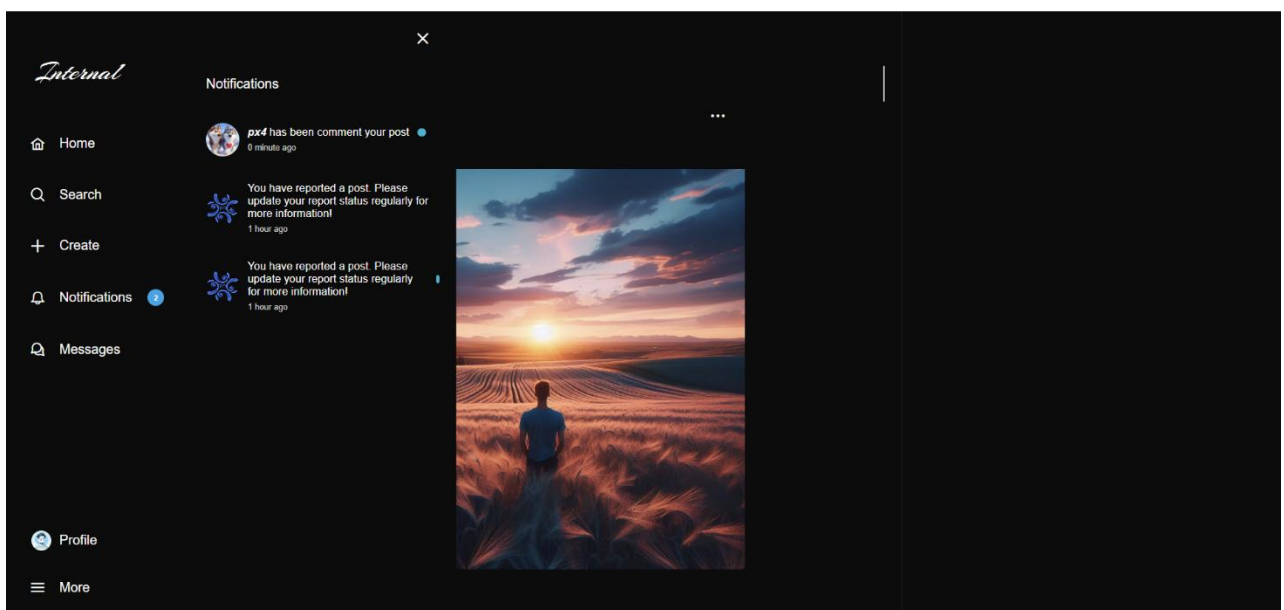 Internal
Home
Search
Create
Notifications 2
Messages
Profile
More
Notifications
px4 has been comment your post
0 minute ago
You have reported a post. Please
update your report status regularly for
more information!
1 hour ago
You have reported a post. Please
update your report status regularly
for more information!
1 hour ago